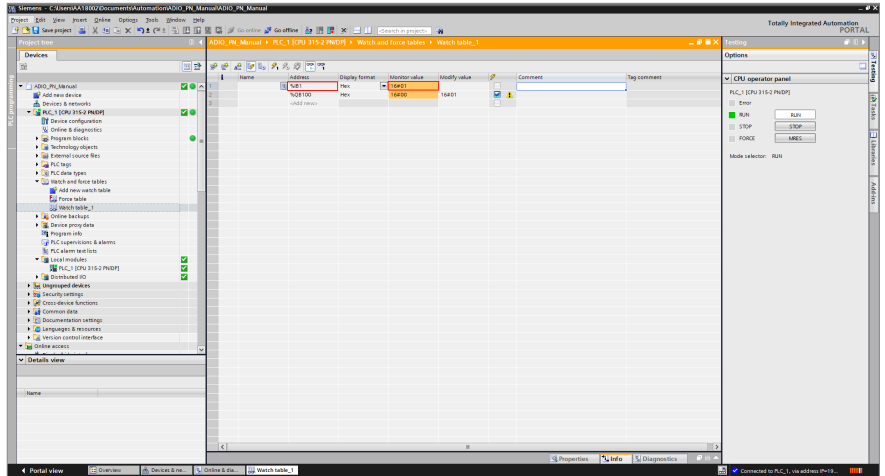 Siemens - C:\Users\AA18002\Documents\Automation\ADIO_PN_Manual\ADIO_PN_Manual
Project Edit View Insert Online Options Tools Window Help
Totally Integrated Automation
PORTAL
Save project Go online Go offline <Search in project>
Project tree
ADIO_PN_Manual ▸ PLC_1 [CPU 315-2 PN/DP] ▸ Watch and force tables ▸ Watch table_1
Testing
Devices
Options
i Name Address Display format Monitor value Modify value Comment Tag comment
1 %IB1 Hex 16#01
2 %QB100 Hex 16#00 16#01
3 <Add new>
CPU operator panel
PLC_1 [CPU 315-2 PN/DP]
Error
RUN RUN
STOP STOP
FORCE MRES
Mode selector: RUN
Testing
Tasks
Libraries
Add-ins
PLC programming
ADIO_PN_Manual
Add new device
Devices & networks
PLC_1 [CPU 315-2 PN/DP]
Device configuration
Online & diagnostics
Program blocks
Technology objects
External source files
PLC tags
PLC data types
Watch and force tables
Add new watch table
Force table
Watch table_1
Online backups
Device proxy data
Program info
PLC supervisions & alarms
PLC alarm text lists
Local modules
PLC_1 [CPU 315-2 PN/DP]
Distributed I/O
Ungrouped devices
Security settings
Cross-device functions
Common data
Documentation settings
Languages & resources
Version control interface
Online access
Details view
Name
Properties Info Diagnostics
Portal view Overview Devices & ne... Online & dia... Watch table_1
Connected to PLC_1, via address IP=19...